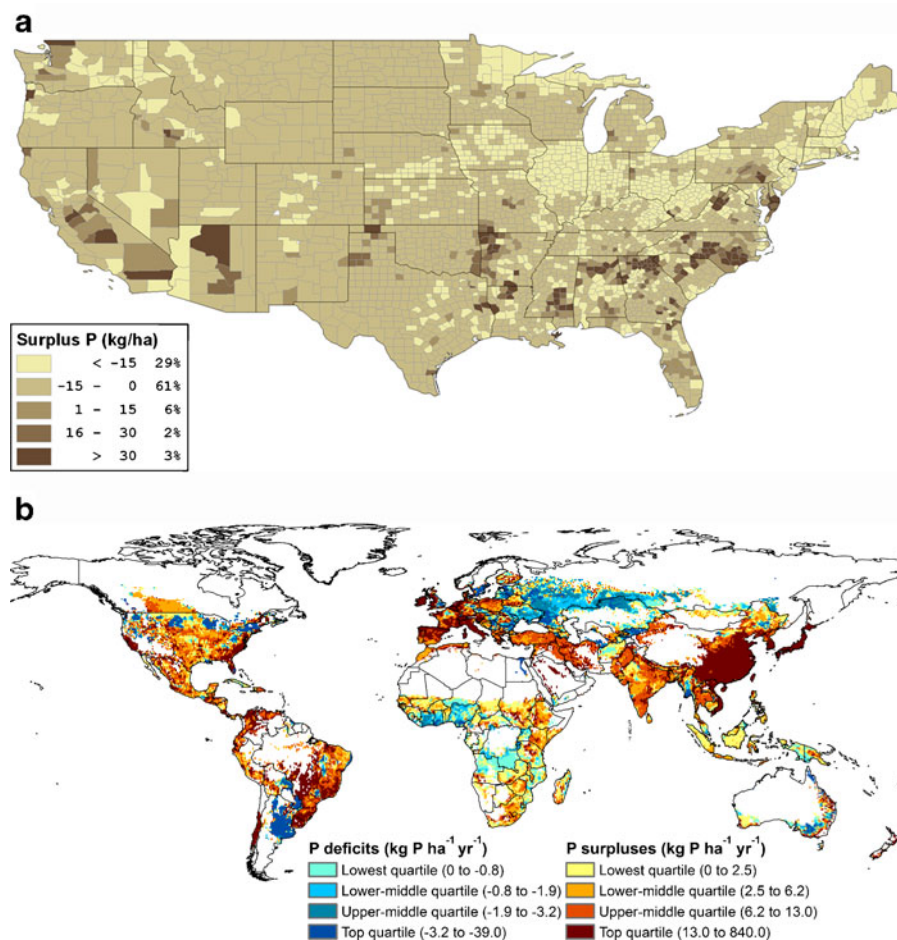 a
Surplus P (kg/ha)
< -15 29%
-15 - 0 61%
1 - 15 6%
16 - 30 2%
> 30 3%
b
P deficits (kg P ha⁻¹ yr⁻¹)
Lowest quartile (0 to -0.8)
Lower-middle quartile (-0.8 to -1.9)
Upper-middle quartile (-1.9 to -3.2)
Top quartile (-3.2 to -39.0)
P surpluses (kg P ha⁻¹ yr⁻¹)
Lowest quartile (0 to 2.5)
Lower-middle quartile (2.5 to 6.2)
Upper-middle quartile (6.2 to 13.0)
Top quartile (13.0 to 840.0)